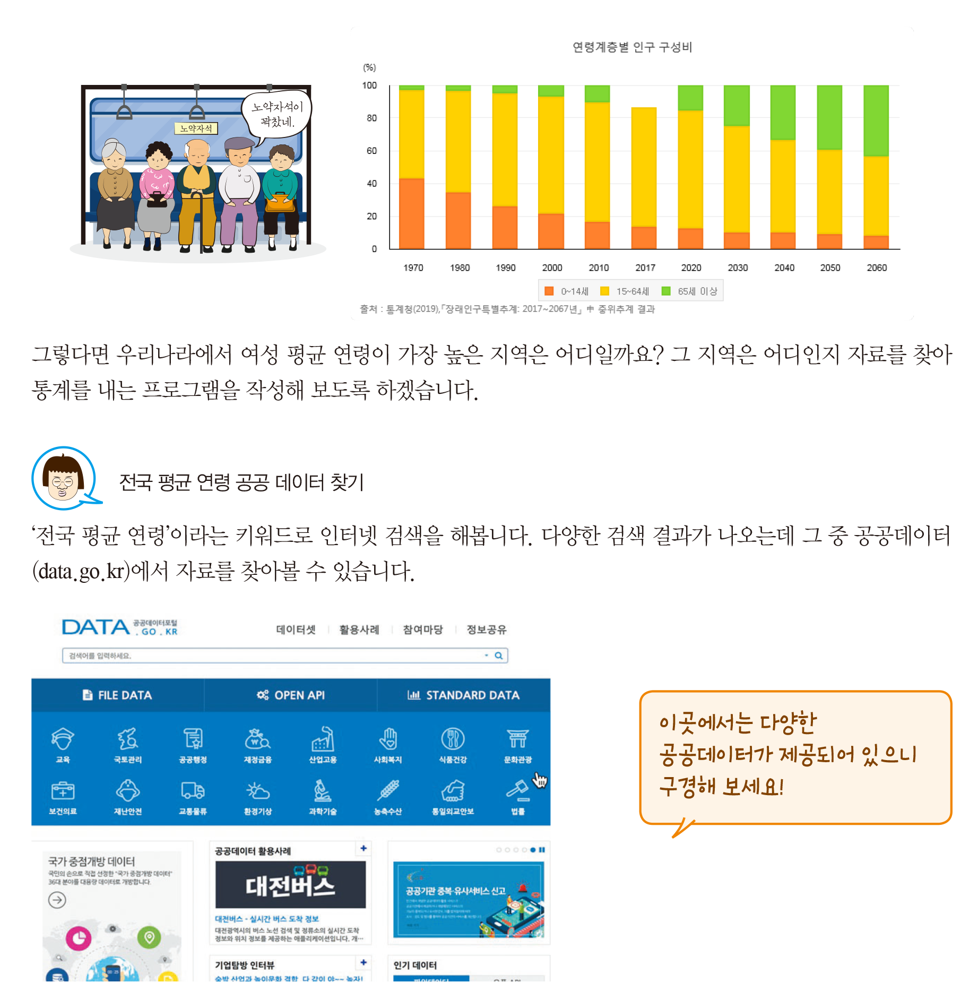 연령계층별 인구 구성비
(%)
100
80
60
40
20
0
1970 1980 1990 2000 2010 2017 2020 2030 2040 2050 2060
0~14세 15~64세 65세 이상
출처 : 통계청(2019),「장래인구특별추계: 2017~2067년」 中 중위추계 결과
노약자석이
꽉찼네.
노약자석
그렇다면 우리나라에서 여성 평균 연령이 가장 높은 지역은 어디일까요? 그 지역은 어디인지 자료를 찾아
통계를 내는 프로그램을 작성해 보도록 하겠습니다.
전국 평균 연령 공공 데이터 찾기
‘전국 평균 연령’이라는 키워드로 인터넷 검색을 해봅니다. 다양한 검색 결과가 나오는데 그 중 공공데이터
(data.go.kr)에서 자료를 찾아볼 수 있습니다.
DATA 공공데이터포털
.GO.KR
데이터셋 활용사례 참여마당 정보공유
검색어를 입력하세요.
FILE DATA OPEN API STANDARD DATA
교육 국토관리 공공행정 재정금융 산업고용 사회복지 식품건강 문화관광
보건의료 재난안전 교통물류 환경기상 과학기술 농축수산 통일외교안보 법률
이곳에서는 다양한
공공데이터가 제공되어 있으니
구경해 보세요!
국가 중점개방 데이터
국민의 손으로 직접 선정한 "국가 중점개방 데이터"
36대 분야를 대용량 데이터로 개방합니다.
공공데이터 활용사례
대전버스
대전버스 - 실시간 버스 도착 정보
대전광역시의 버스 노선 검색 및 정류소의 실시간 도착
정보와 위치 정보를 제공하는 애플리케이션입니다. 개…
공공기관 중복·유사서비스 신고
기업탐방 인터뷰
인기 데이터